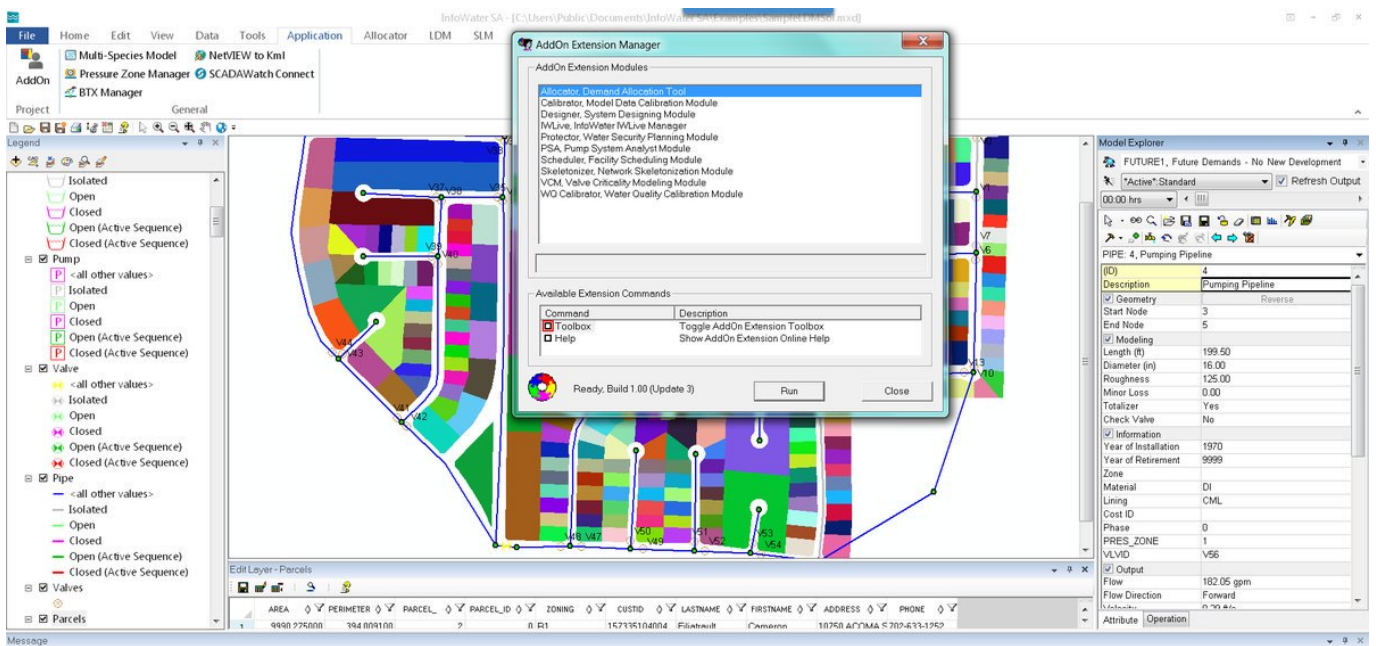 InfoWater SA - [C:\Users\Public\Documents\InfoWater SA\Examples\SampleLDMSol.mxd]
File Home Edit View Data Tools Application Allocator LDM SLM
AddOn
Multi-Species Model
NetVIEW to Kml
Pressure Zone Manager
SCADAWatch Connect
BTX Manager
Project
General
Legend
Isolated
Open
Closed
Open (Active Sequence)
Closed (Active Sequence)
Pump
<all other values>
Isolated
Open
Closed
Open (Active Sequence)
Closed (Active Sequence)
Valve
<all other values>
Isolated
Open
Closed
Open (Active Sequence)
Closed (Active Sequence)
Pipe
<all other values>
Isolated
Open
Closed
Open (Active Sequence)
Closed (Active Sequence)
Valves
Parcels
Message
AddOn Extension Manager
AddOn Extension Modules
Allocator, Demand Allocation Tool
Calibrator, Model Data Calibration Module
Designer, System Designing Module
IWLive, InfoWater IWLive Manager
Protector, Water Security Planning Module
PSA, Pump System Analyst Module
Scheduler, Facility Scheduling Module
Skeletonizer, Network Skeletonization Module
VCM, Valve Criticality Modeling Module
WQ Calibrator, Water Quality Calibration Module
Available Extension Commands
Command Description
Toolbox Toggle AddOn Extension Toolbox
Help Show AddOn Extension Online Help
Ready, Build 1.00 (Update 3)
Run
Close
V37
V38
V39
V40
V44
V43
V41
V42
V7
V6
V13
V10
V48 V47
V50
V49
V51
V52
V53
V54
Edit Layer - Parcels
AREA PERIMETER PARCEL_ PARCEL_ID ZONING CUSTID LASTNAME FIRSTNAME ADDRESS PHONE
1 9990.275000 394.009100 2 0 R1 157335104004 Filiatrault Cameron 10750 ACOMA S 702-633-1252
Model Explorer
FUTURE1, Future Demands - No New Development
*Active*:Standard
Refresh Output
00:00 hrs
PIPE: 4, Pumping Pipeline
(ID) 4
Description Pumping Pipeline
Geometry Reverse
Start Node 3
End Node 5
Modeling
Length (ft) 199.50
Diameter (in) 16.00
Roughness 125.00
Minor Loss 0.00
Totalizer Yes
Check Valve No
Information
Year of Installation 1970
Year of Retirement 9999
Zone
Material DI
Lining CML
Cost ID
Phase 0
PRES_ZONE 1
VLVID V56
Output
Flow 182.05 gpm
Flow Direction Forward
Attribute Operation